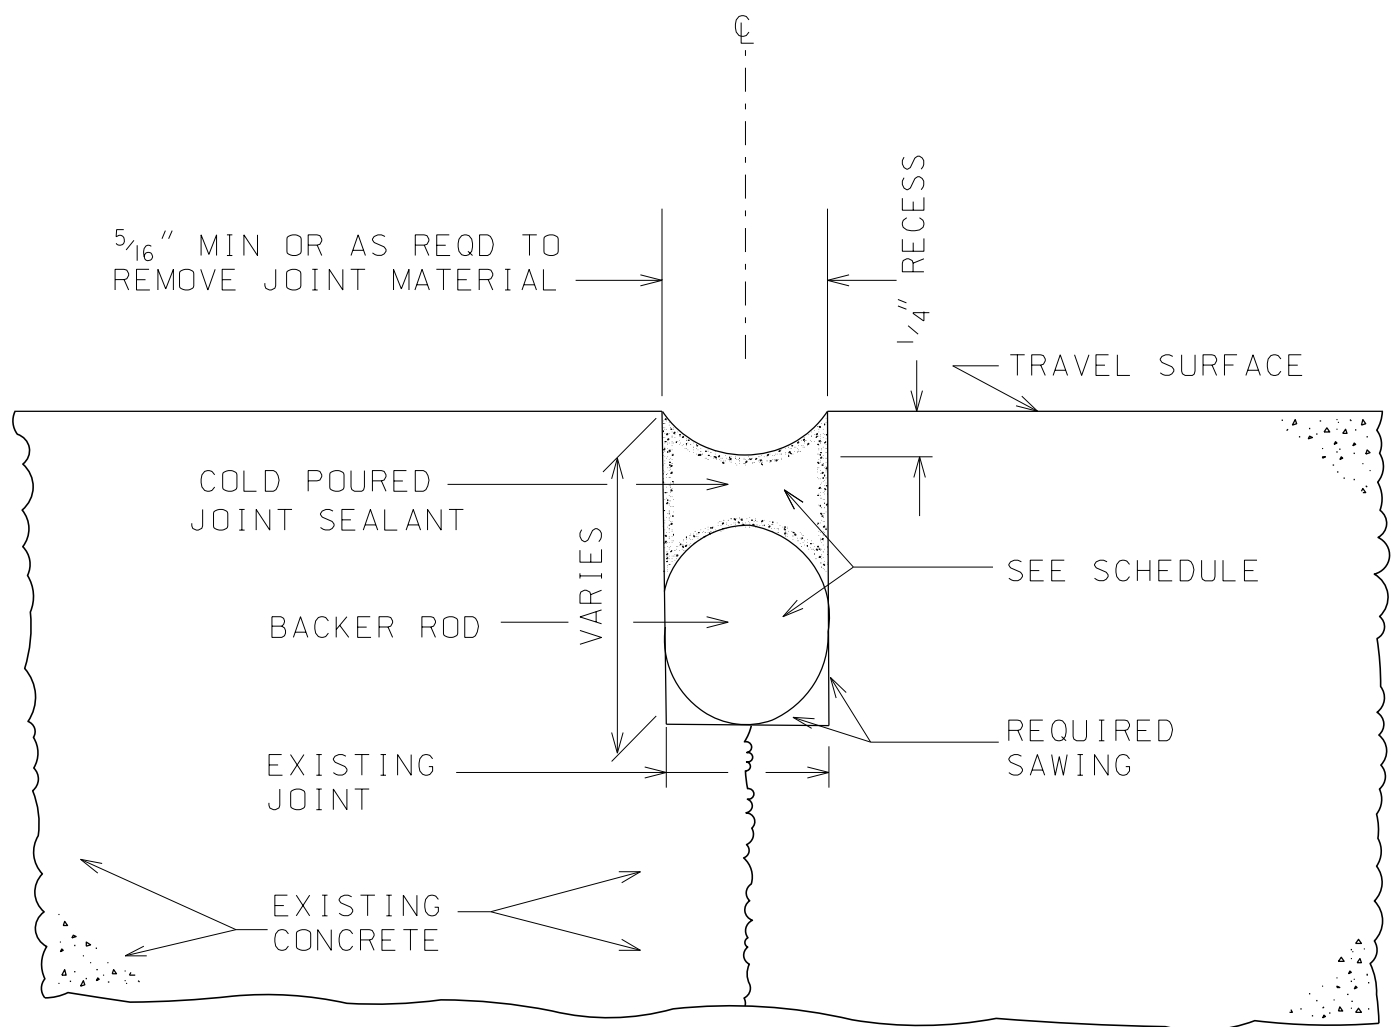 ℄
5/16" MIN OR AS REQD TO
REMOVE JOINT MATERIAL
1/4" RECESS
TRAVEL SURFACE
COLD POURED
JOINT SEALANT
VARIES
SEE SCHEDULE
BACKER ROD
REQUIRED
SAWING
EXISTING
JOINT
EXISTING
CONCRETE